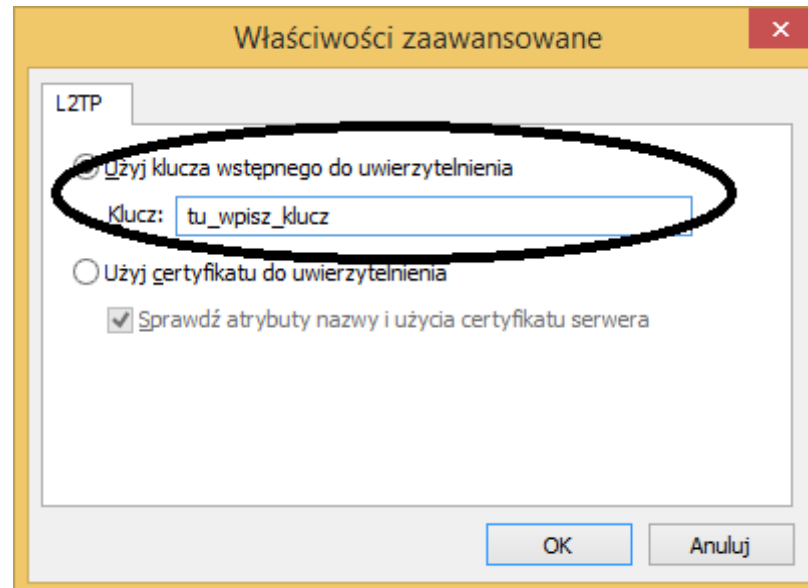 Właściwości zaawansowane
L2TP
Użyj klucza wstępnego do uwierzytelnienia
Klucz: tu_wpisz_klucz
Użyj certyfikatu do uwierzytelnienia
Sprawdź atrybuty nazwy i użycia certyfikatu serwera
OK Anuluj